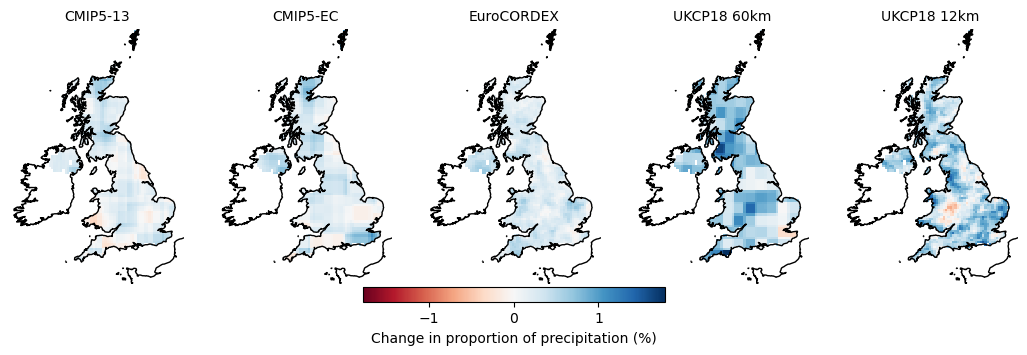 CMIP5-13
CMIP5-EC
EuroCORDEX
UKCP18 60km
UKCP18 12km
−1
0
1
Change in proportion of precipitation (%)